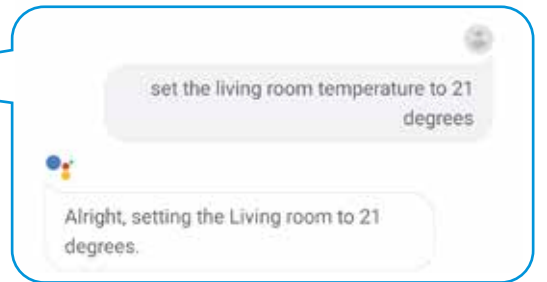 set the living room temperature to 21
degrees
Alright, setting the Living room to 21
degrees.